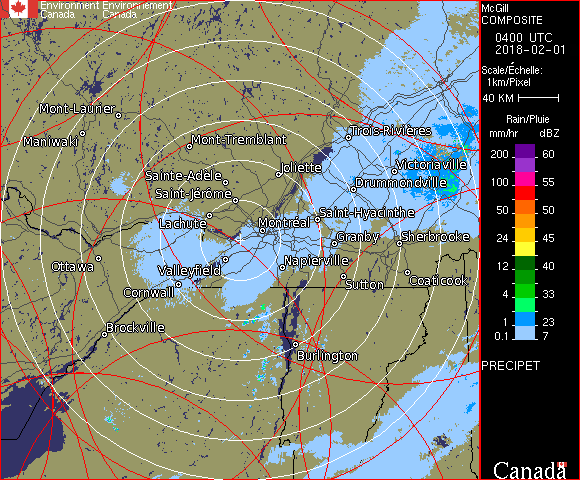 Environment Environnement
Canada Canada
McGill
COMPOSITE
0400 UTC
2018-02-01
Scale/Échelle:
1km/Pixel
40 KM
Rain/Pluie
mm/hr dBZ
200 60
100 55
50 50
24 45
12 40
4 33
1 23
0.1 7
PRECIPET
Canada
Mont-Laurier
Maniwaki
Mont-Tremblant
Trois-Rivières
Sainte-Adèle
Joliette
Victoriaville
Saint-Jérôme
Drummondville
Lachute
Saint-Hyacinthe
Montréal
Granby
Sherbrooke
Ottawa
Valleyfield
Napierville
Cornwall
Sutton
Coaticook
Brockville
Burlington